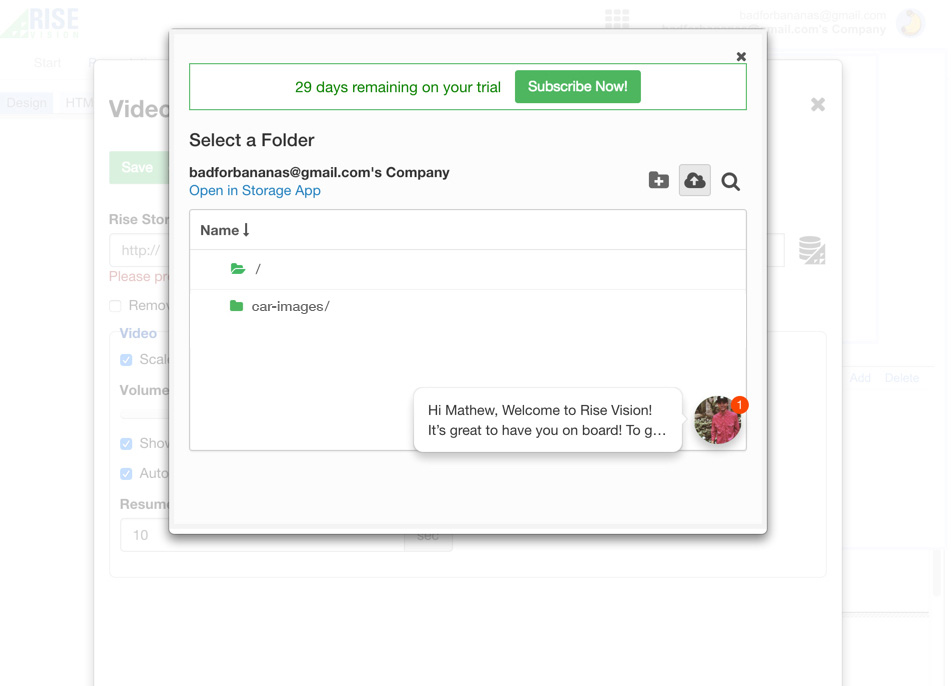 RISE
VISION
badforbananas@gmail.com
badforbananas@gmail.com's Company
Start
Design
HTM
Video
Save
Rise Stor
http://
Please pr
Remov
Video
Scale
Volume
Show
Auto
Resume
10
sec
Add
Delete
29 days remaining on your trial
Subscribe Now!
Select a Folder
badforbananas@gmail.com's Company
Open in Storage App
Name
/
car-images/
Hi Mathew, Welcome to Rise Vision!
It's great to have you on board! To g…
1